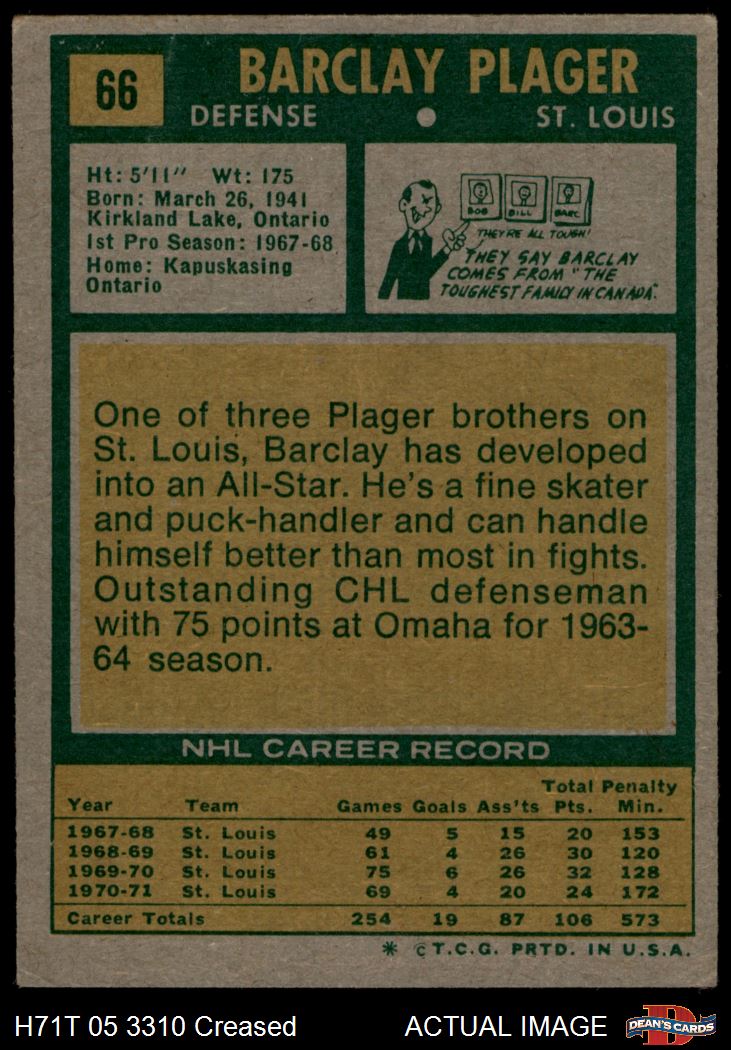 66
BARCLAY PLAGER
DEFENSE
ST. LOUIS
Ht: 5'11" Wt: 175
Born: March 26, 1941
Kirkland Lake, Ontario
1st Pro Season: 1967-68
Home: Kapuskasing
Ontario
BOB
BILL
BARC
THEY'RE ALL TOUGH!
THEY SAY BARCLAY
COMES FROM "THE
TOUGHEST FAMILY IN CANADA".
One of three Plager brothers on
St. Louis, Barclay has developed
into an All-Star. He's a fine skater
and puck-handler and can handle
himself better than most in fights.
Outstanding CHL defenseman
with 75 points at Omaha for 1963-
64 season.
NHL CAREER RECORD
Total Penalty
Year Team Games Goals Ass'ts Pts. Min.
1967-68 St. Louis 49 5 15 20 153
1968-69 St. Louis 61 4 26 30 120
1969-70 St. Louis 75 6 26 32 128
1970-71 St. Louis 69 4 20 24 172
Career Totals 254 19 87 106 573
* © T.C.G. PRTD. IN U.S.A.
H71T 05 3310 Creased
ACTUAL IMAGE
D
DEAN'S CARDS